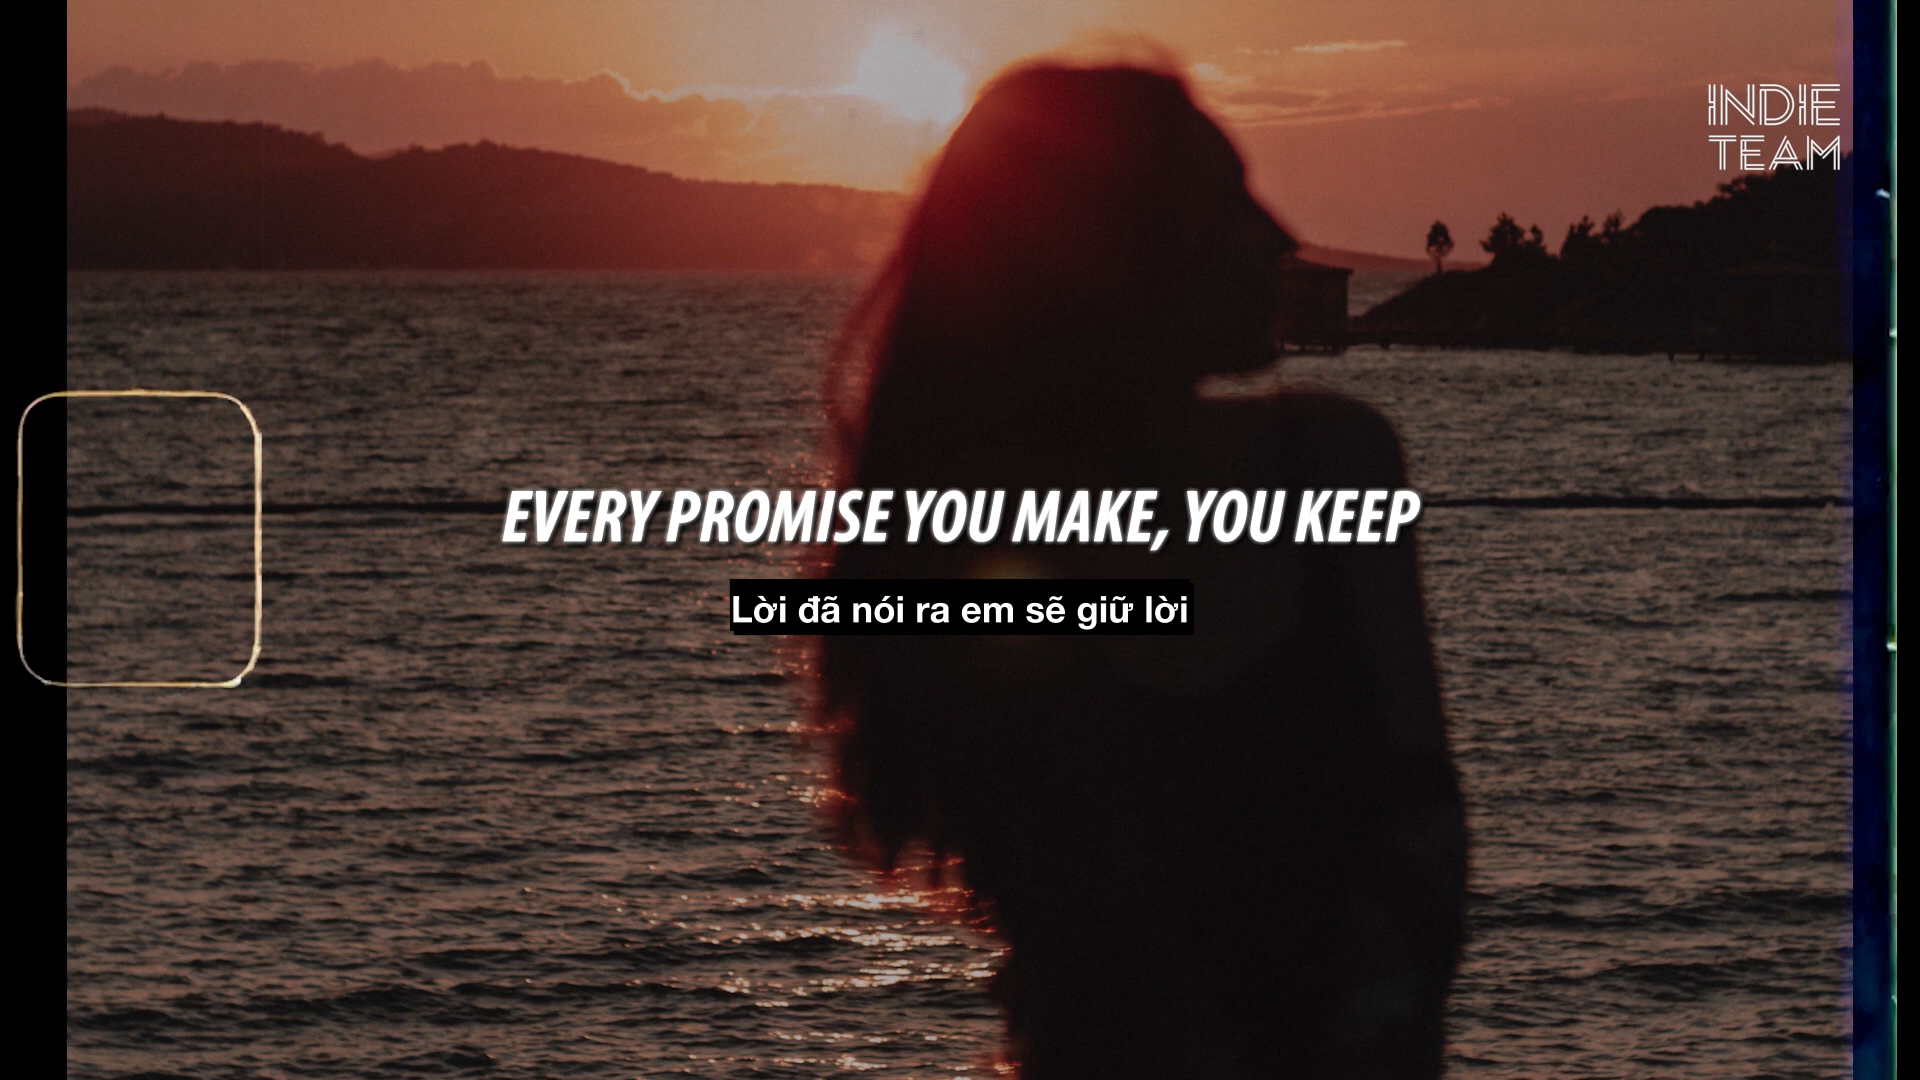 INDIE
TEAM
EVERY PROMISE YOU MAKE, YOU KEEP
Lời đã nói ra em sẽ giữ lời